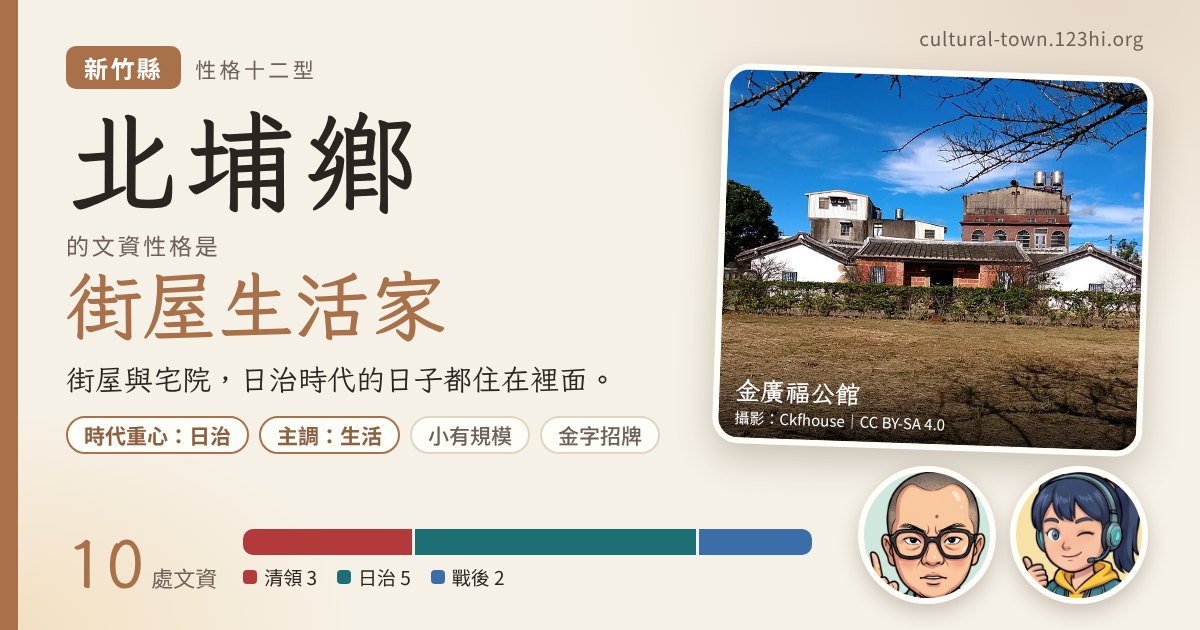 cultural-town.123hi.org
新竹縣 性格十二型
北埔鄉
的文資性格是
街屋生活家
街屋與宅院，日治時代的日子都住在裡面。
時代重心：日治 主調：生活 小有規模 金字招牌
金廣福公館
攝影：Ckfhouse｜CC BY-SA 4.0
10 處文資
清領 3 日治 5 戰後 2